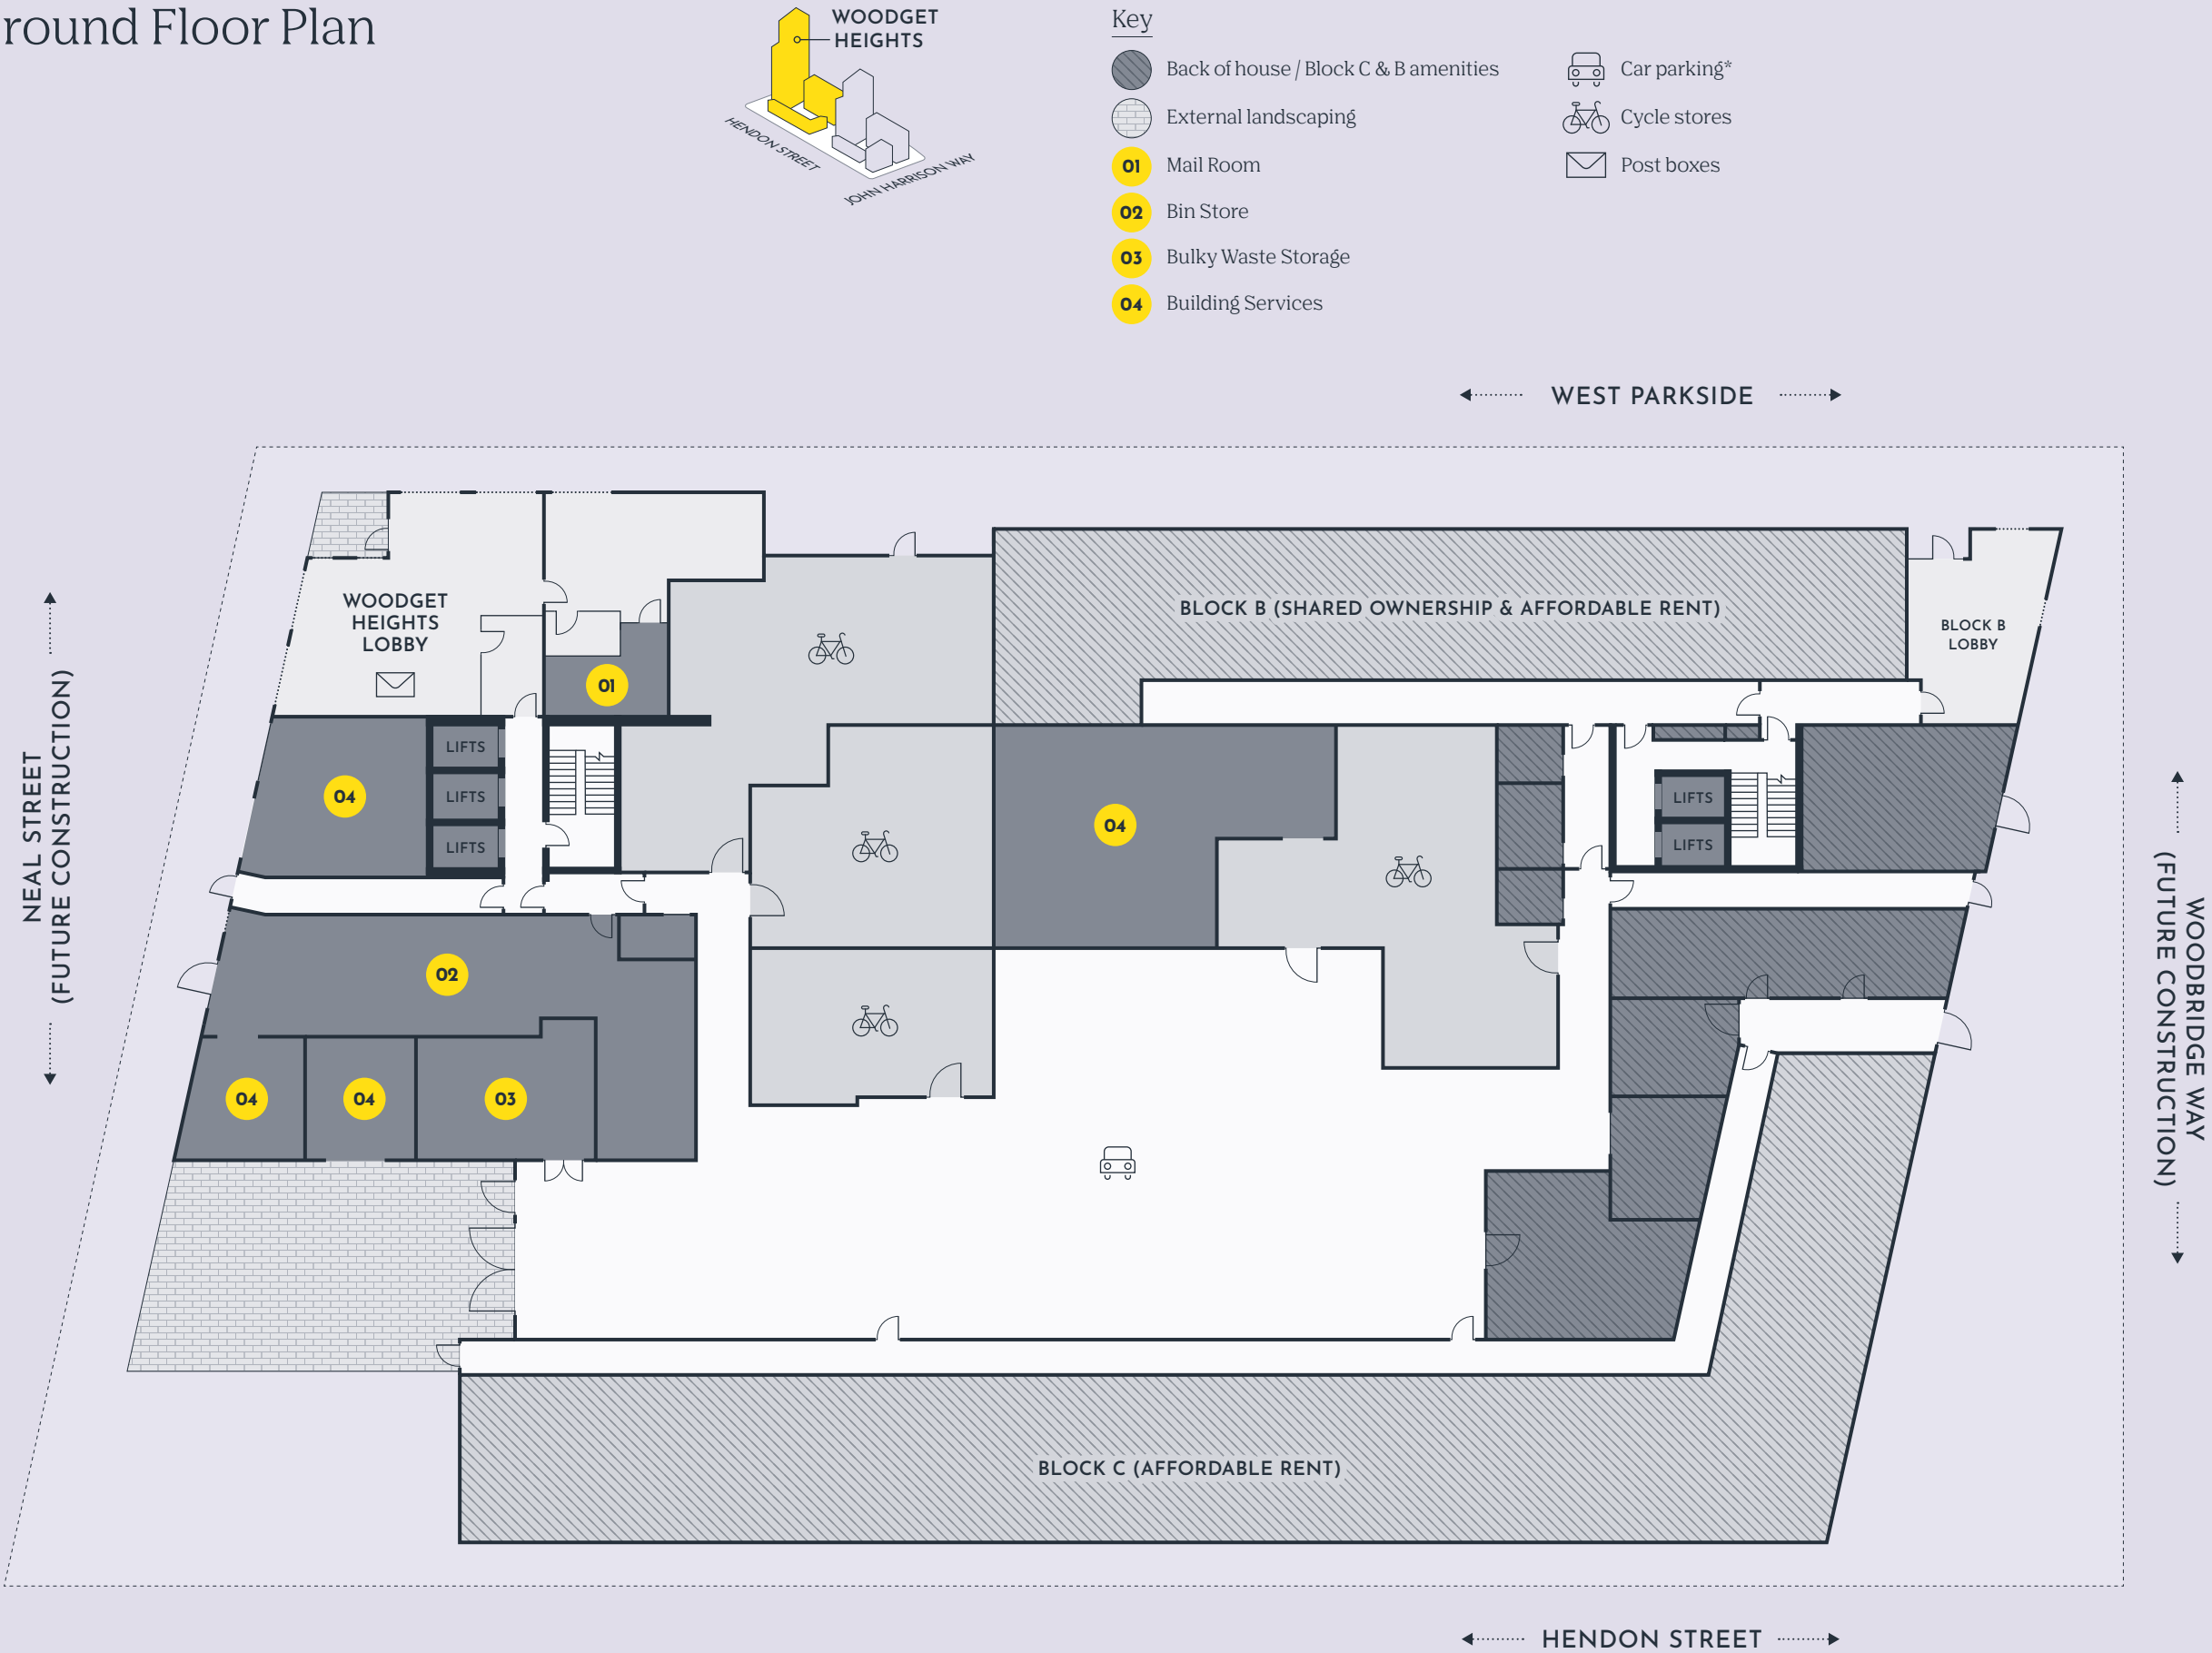 round Floor Plan
WOODGET
HEIGHTS
HENDON STREET
JOHN HARRISON WAY
Key
Back of house / Block C & B amenities
External landscaping
01 Mail Room
02 Bin Store
03 Bulky Waste Storage
04 Building Services
Car parking*
Cycle stores
Post boxes
WEST PARKSIDE
NEAL STREET
(FUTURE CONSTRUCTION)
WOODGET
HEIGHTS
LOBBY
01
04
LIFTS
LIFTS
LIFTS
02
04
04
03
BLOCK B (SHARED OWNERSHIP & AFFORDABLE RENT)
BLOCK B
LOBBY
04
LIFTS
LIFTS
BLOCK C (AFFORDABLE RENT)
WOODBRIDGE WAY
(FUTURE CONSTRUCTION)
HENDON STREET